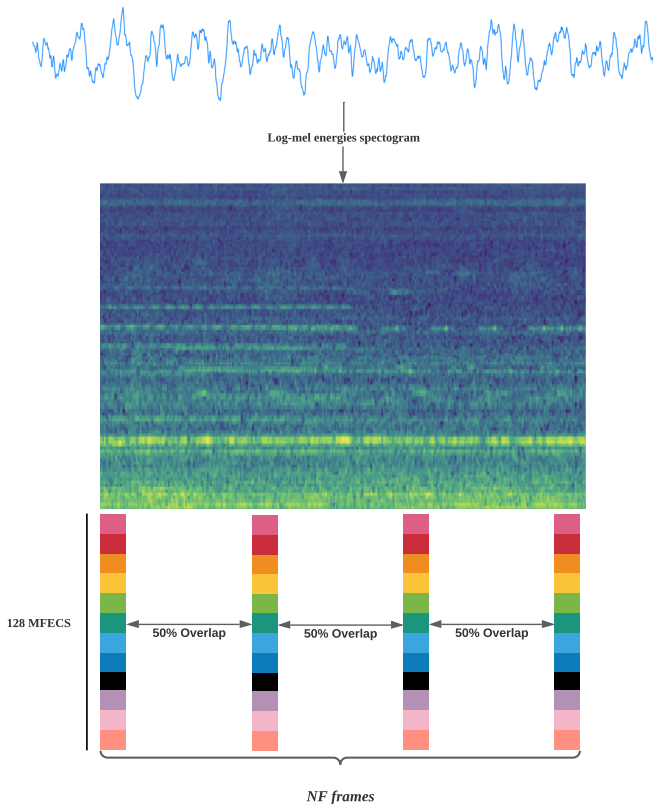 Log-mel energies spectogram
128 MFECS
50% Overlap
50% Overlap
50% Overlap
NF frames